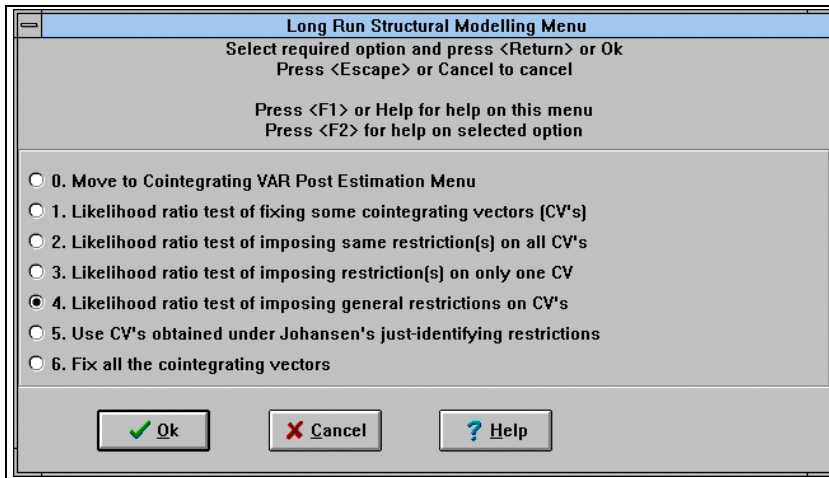 Long Run Structural Modelling Menu
Select required option and press <Return> or Ok
Press <Escape> or Cancel to cancel
Press <F1> or Help for help on this menu
Press <F2> for help on selected option
0. Move to Cointegrating VAR Post Estimation Menu
1. Likelihood ratio test of fixing some cointegrating vectors (CV's)
2. Likelihood ratio test of imposing same restriction(s) on all CV's
3. Likelihood ratio test of imposing restriction(s) on only one CV
4. Likelihood ratio test of imposing general restrictions on CV's
5. Use CV's obtained under Johansen's just-identifying restrictions
6. Fix all the cointegrating vectors
Ok Cancel Help